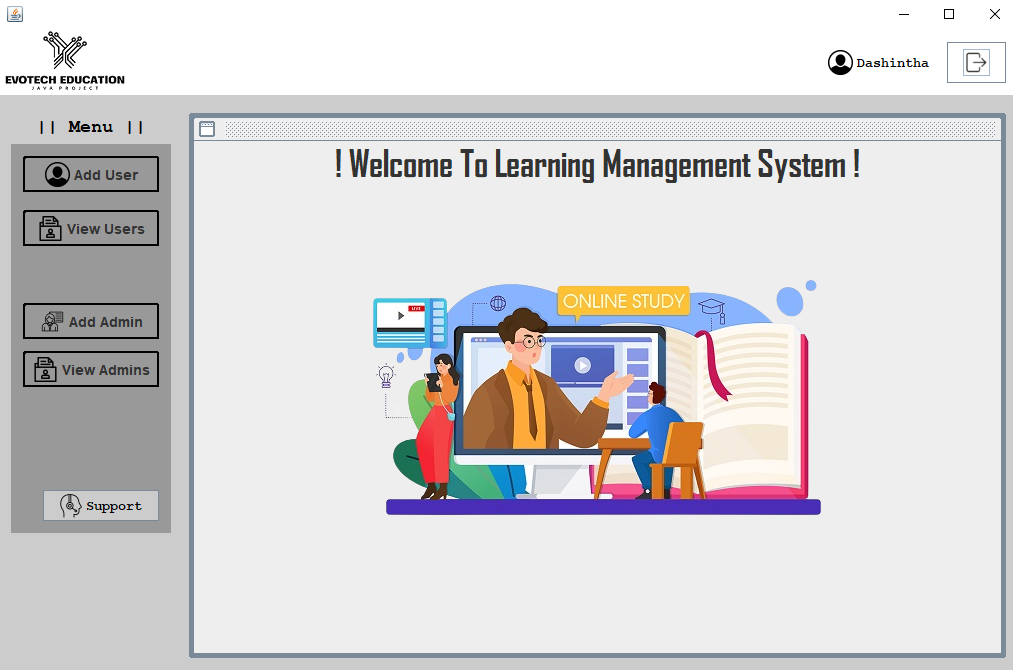 EVOTECH EDUCATION
JAVA PROJECT
Dashintha
|| Menu ||
Add User
View Users
Add Admin
View Admins
Support
! Welcome To Learning Management System !
ONLINE STUDY
LIVE